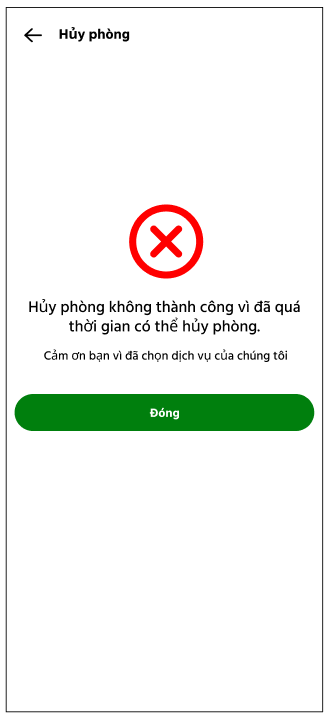 Hủy phòng
Hủy phòng không thành công vì đã quá
thời gian có thể hủy phòng.
Cảm ơn bạn vì đã chọn dịch vụ của chúng tôi
Đóng